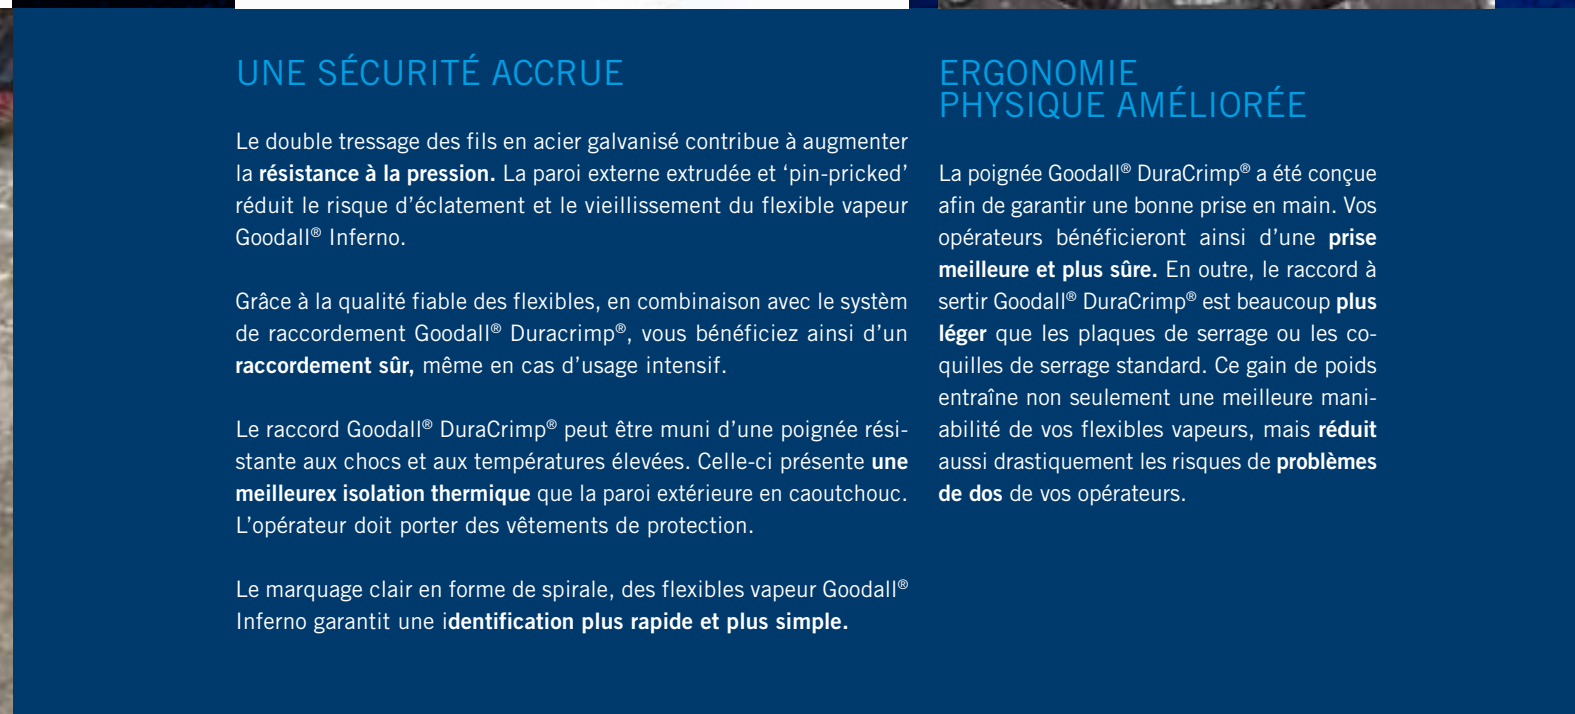 UNE SÉCURITÉ ACCRUE
Le double tressage des fils en acier galvanisé contribue à augmenter
la résistance à la pression. La paroi externe extrudée et ‘pin-pricked’
réduit le risque d’éclatement et le vieillissement du flexible vapeur
Goodall® Inferno.
Grâce à la qualité fiable des flexibles, en combinaison avec le systèm
de raccordement Goodall® Duracrimp®, vous bénéficiez ainsi d’un
raccordement sûr, même en cas d’usage intensif.
Le raccord Goodall® DuraCrimp® peut être muni d’une poignée rési-
stante aux chocs et aux températures élevées. Celle-ci présente une
meilleurex isolation thermique que la paroi extérieure en caoutchouc.
L’opérateur doit porter des vêtements de protection.
Le marquage clair en forme de spirale, des flexibles vapeur Goodall®
Inferno garantit une identification plus rapide et plus simple.
ERGONOMIE
PHYSIQUE AMÉLIORÉE
La poignée Goodall® DuraCrimp® a été conçue
afin de garantir une bonne prise en main. Vos
opérateurs bénéficieront ainsi d’une prise
meilleure et plus sûre. En outre, le raccord à
sertir Goodall® DuraCrimp® est beaucoup plus
léger que les plaques de serrage ou les co-
quilles de serrage standard. Ce gain de poids
entraîne non seulement une meilleure mani-
abilité de vos flexibles vapeurs, mais réduit
aussi drastiquement les risques de problèmes
de dos de vos opérateurs.